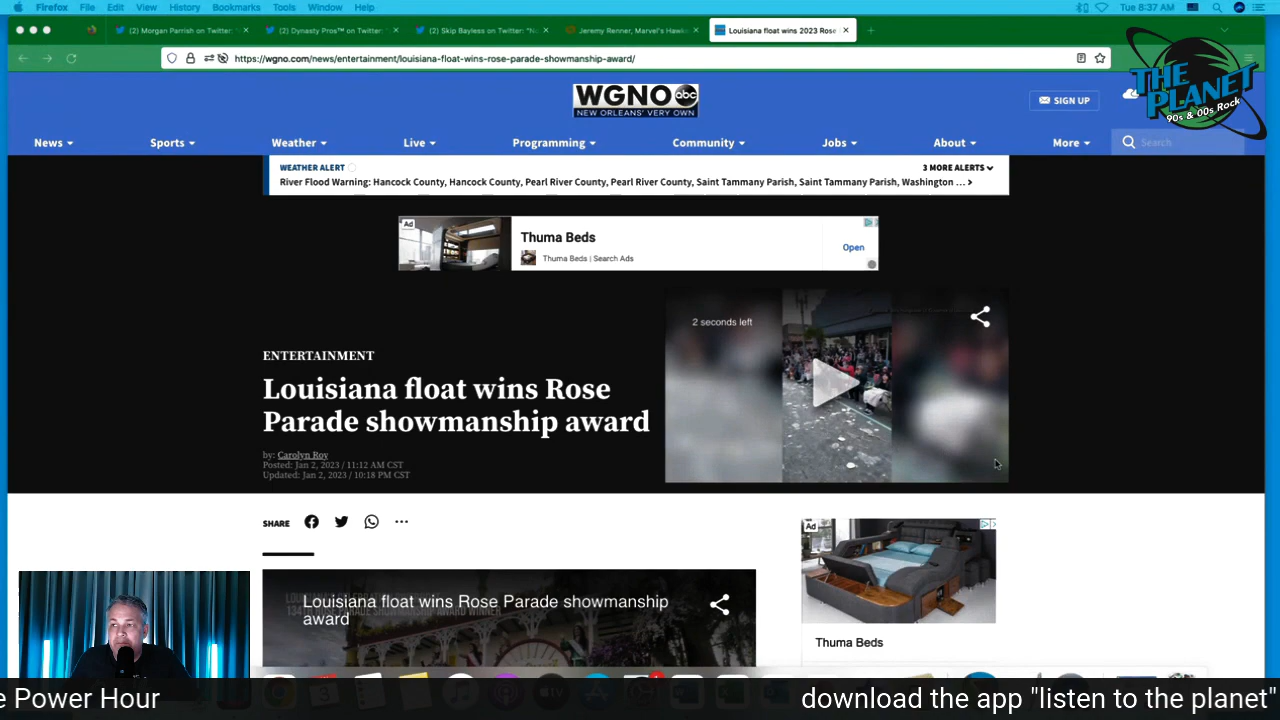 Firefox File Edit View History Bookmarks Tools Window Help
Tue 8:37 AM
(2) Morgan Parrish on Twitter:
(2) Dynasty Pros™ on Twitter: "
(2) Skip Bayless on Twitter: "No
Jeremy Renner, Marvel's Hawk
Louisiana float wins 2023 Rose
https://wgno.com/news/entertainment/louisiana-float-wins-rose-parade-showmanship-award/
THE PLANET
90s & 00s Rock
WGNO abc
NEW ORLEANS' VERY OWN
SIGN UP
News Sports Weather Live Programming Community Jobs About More Search
WEATHER ALERT
3 MORE ALERTS
River Flood Warning: Hancock County, Hancock County, Pearl River County, Pearl River County, Saint Tammany Parish, Saint Tammany Parish, Washington ... >
Ad
Thuma Beds
Thuma Beds | Search Ads
Open
2 seconds left
ENTERTAINMENT
Louisiana float wins Rose
Parade showmanship award
by: Carolyn Roy
Posted: Jan 2, 2023 / 11:12 AM CST
Updated: Jan 2, 2023 / 10:18 PM CST
SHARE
Ad
Louisiana float wins Rose Parade showmanship
award
Thuma Beds
e Power Hour
download the app "listen to the planet"